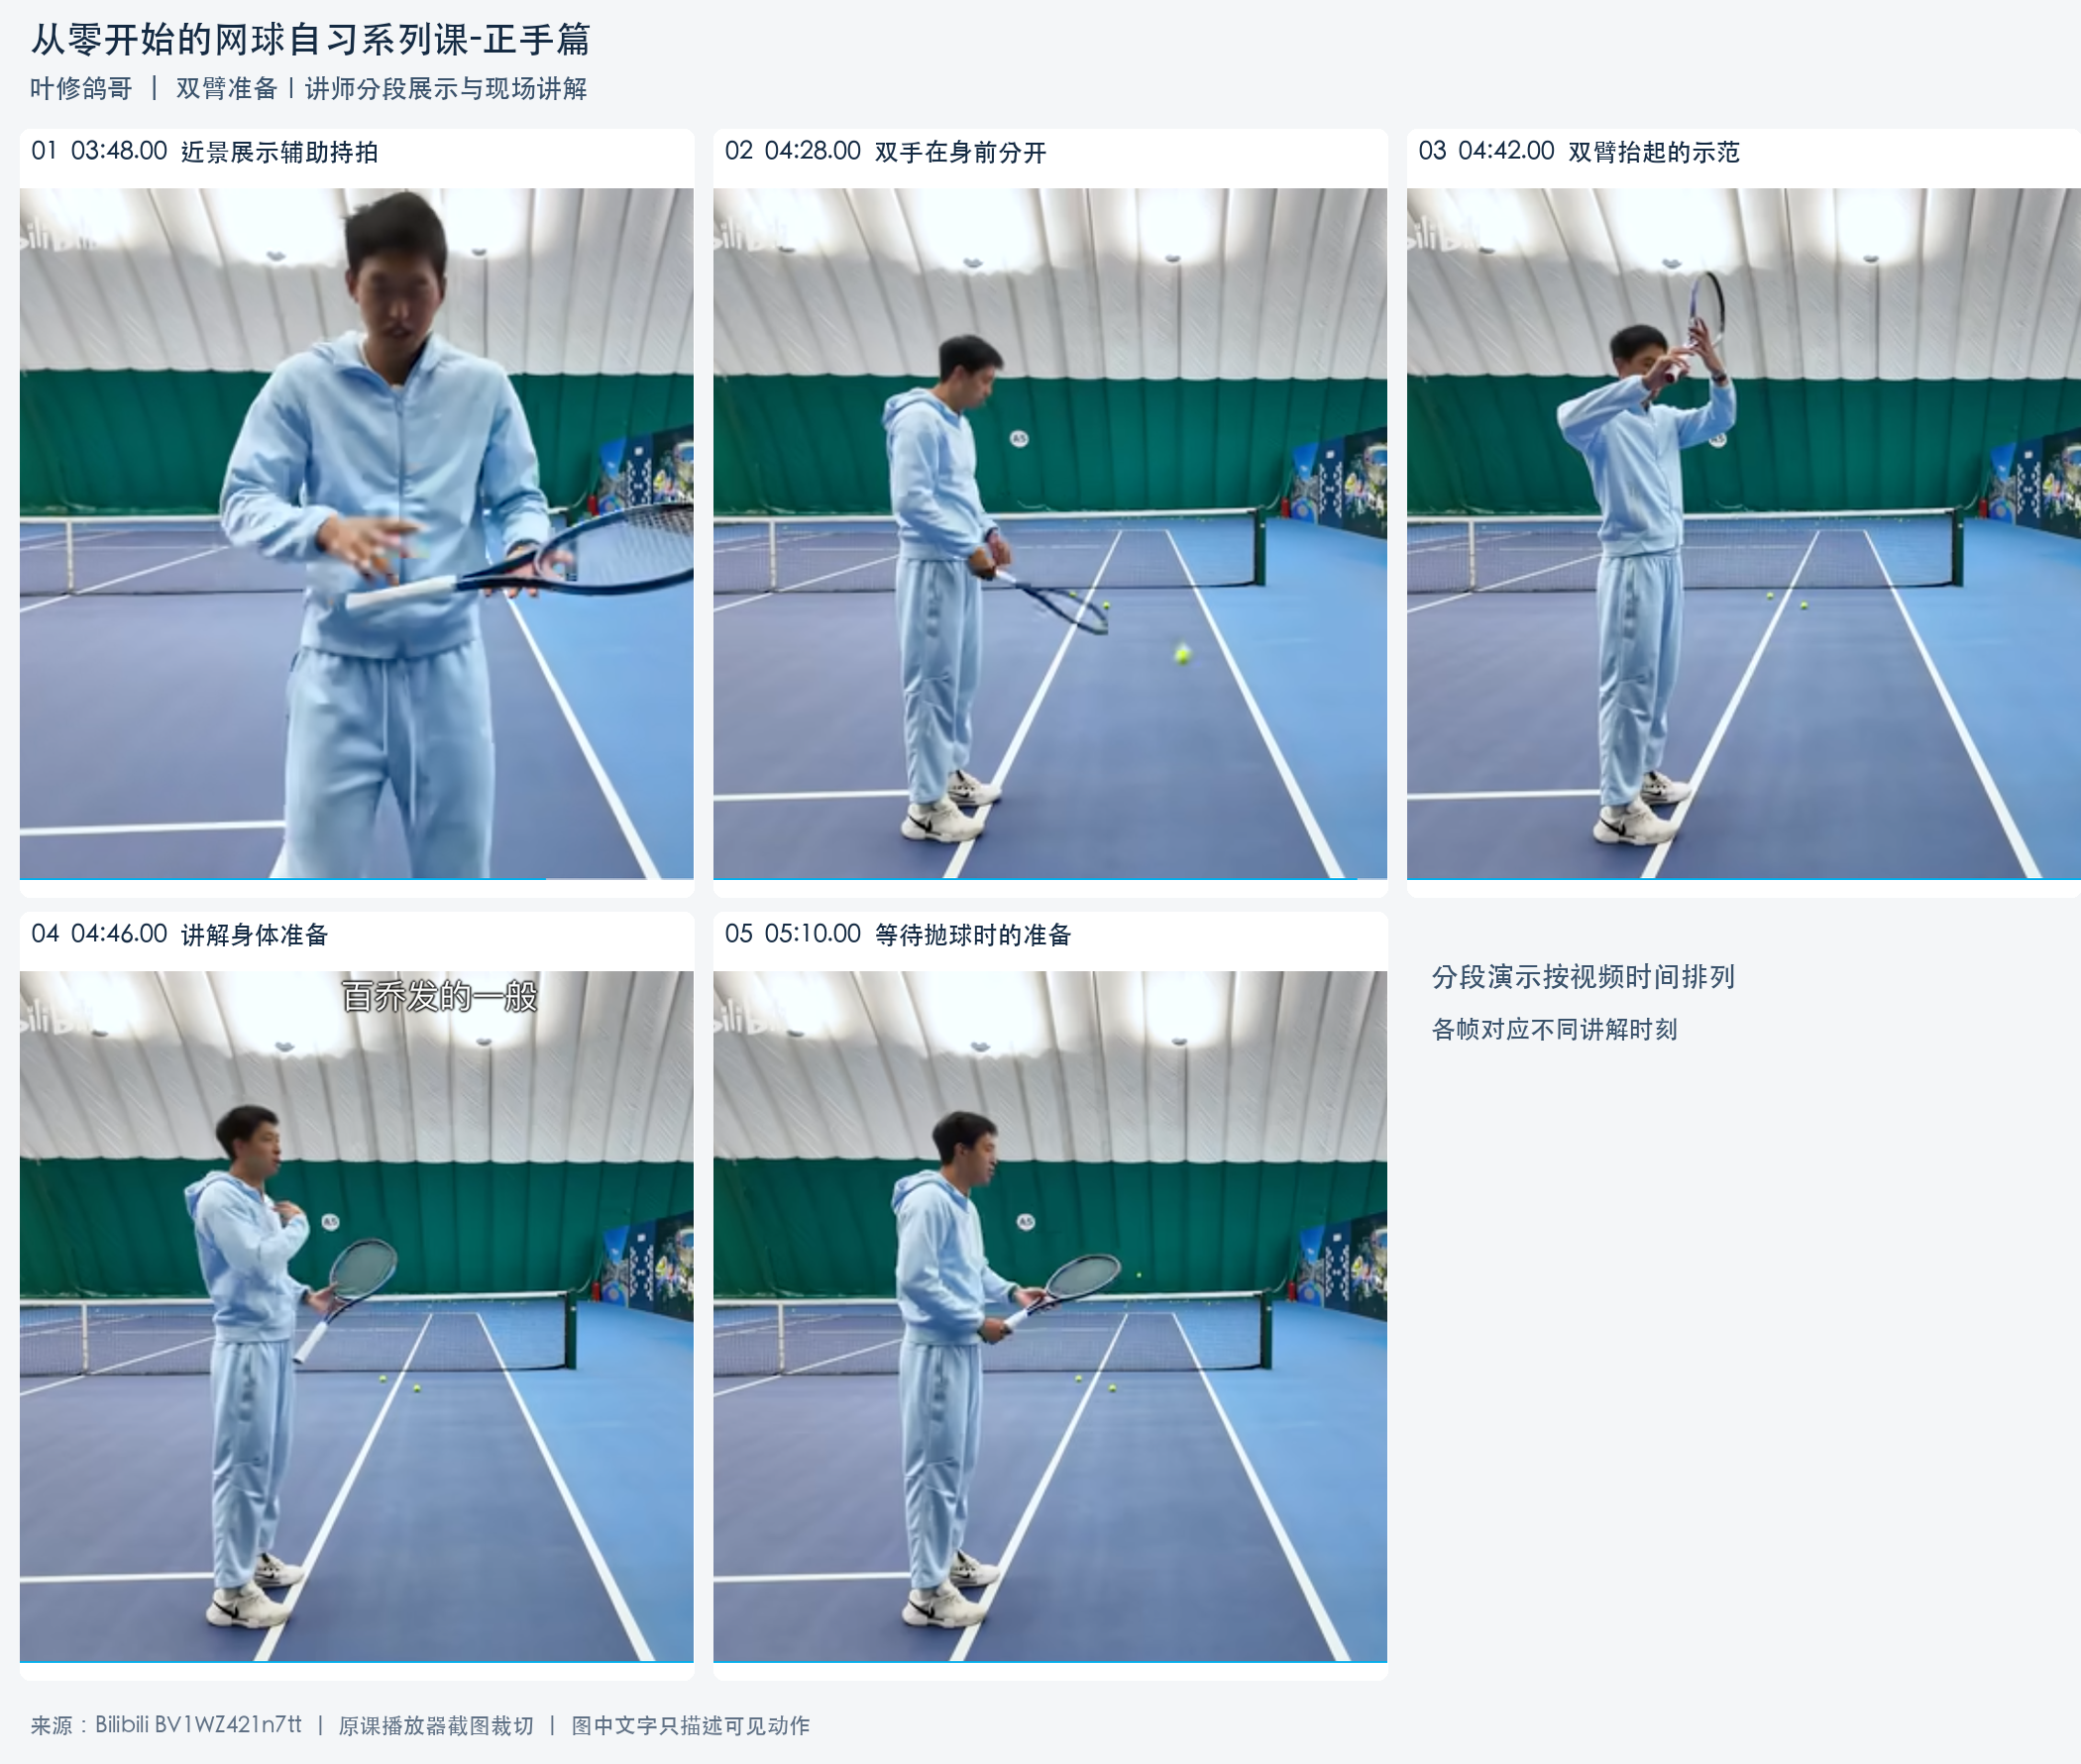 从零开始的网球自习系列课-正手篇
叶修鸽哥 | 双臂准备 | 讲师分段展示与现场讲解
01 03:48.00 近景展示辅助持拍
02 04:28.00 双手在身前分开
03 04:42.00 双臂抬起的示范
A5
A5
04 04:46.00 讲解身体准备
05 05:10.00 等待抛球时的准备
百乔发的一般
A5
A5
分段演示按视频时间排列
各帧对应不同讲解时刻
来源：Bilibili BV1WZ421n7tt | 原课播放器截图裁切 | 图中文字只描述可见动作